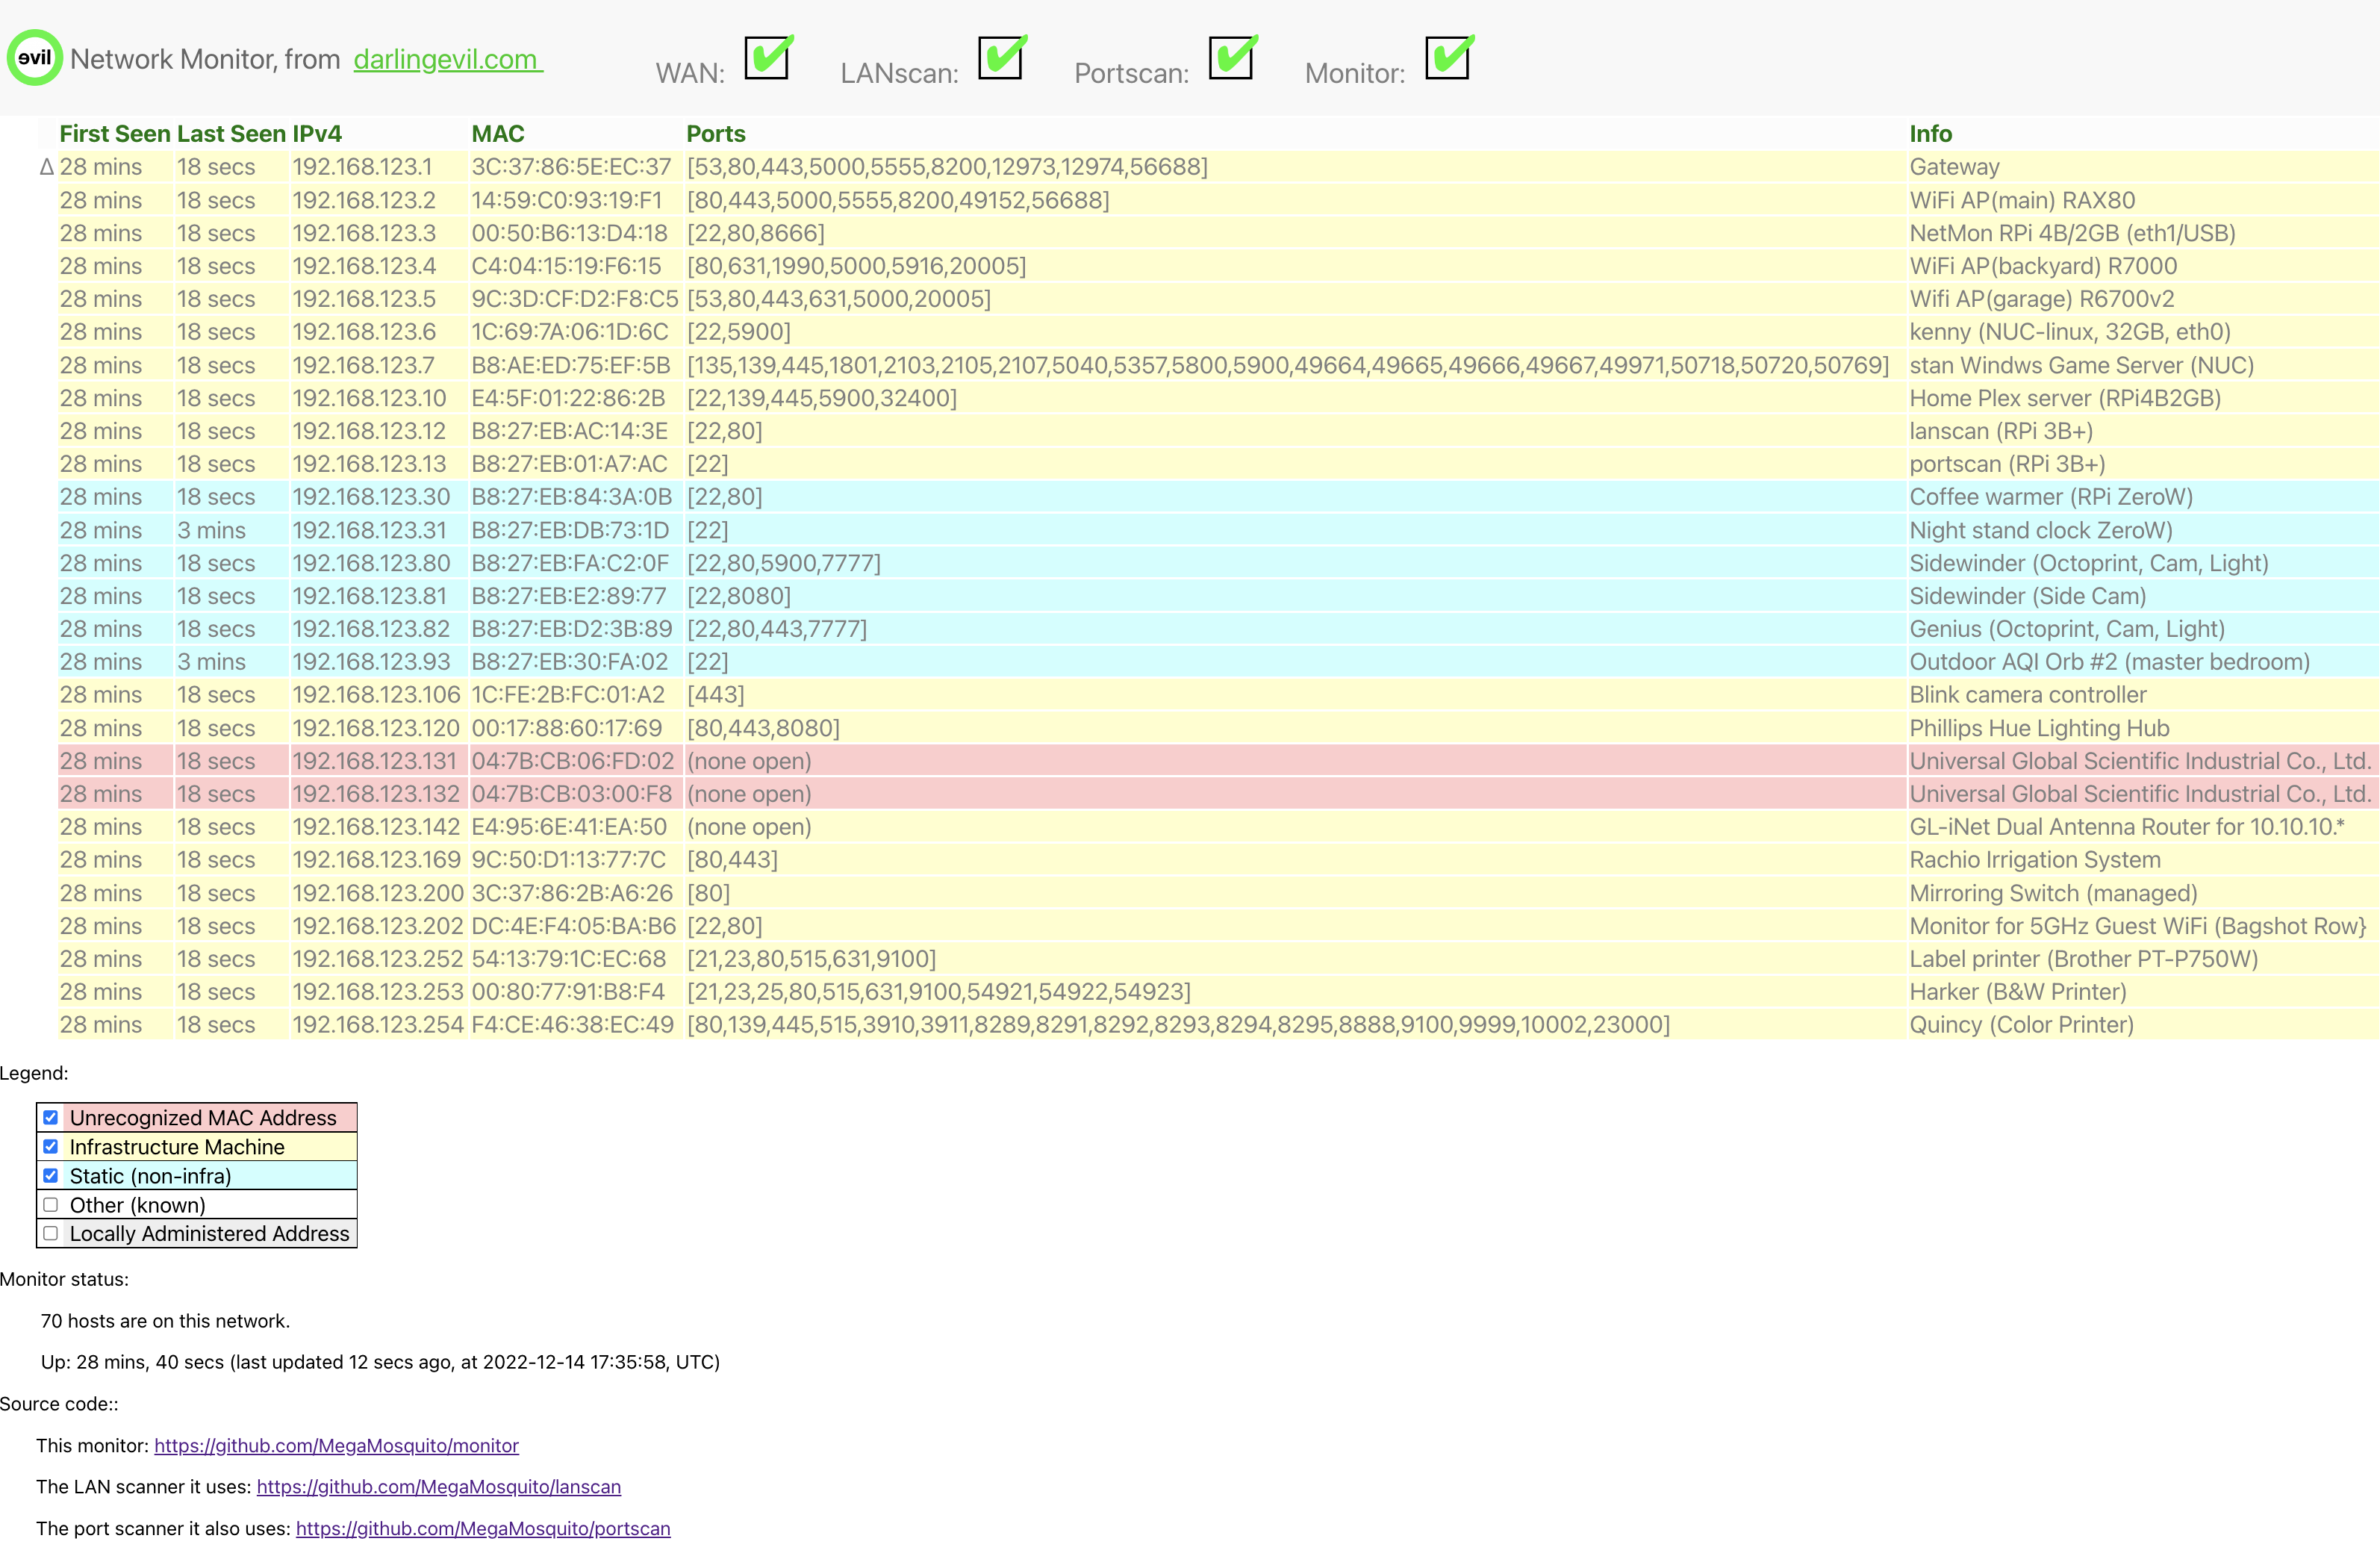 evil Network Monitor, from darlingevil.com WAN: LANscan: Portscan: Monitor:
First Seen Last Seen IPv4 MAC Ports Info
Δ 28 mins 18 secs 192.168.123.1 3C:37:86:5E:EC:37 [53,80,443,5000,5555,8200,12973,12974,56688] Gateway
28 mins 18 secs 192.168.123.2 14:59:C0:93:19:F1 [80,443,5000,5555,8200,49152,56688] WiFi AP(main) RAX80
28 mins 18 secs 192.168.123.3 00:50:B6:13:D4:18 [22,80,8666] NetMon RPi 4B/2GB (eth1/USB)
28 mins 18 secs 192.168.123.4 C4:04:15:19:F6:15 [80,631,1990,5000,5916,20005] WiFi AP(backyard) R7000
28 mins 18 secs 192.168.123.5 9C:3D:CF:D2:F8:C5 [53,80,443,631,5000,20005] Wifi AP(garage) R6700v2
28 mins 18 secs 192.168.123.6 1C:69:7A:06:1D:6C [22,5900] kenny (NUC-linux, 32GB, eth0)
28 mins 18 secs 192.168.123.7 B8:AE:ED:75:EF:5B [135,139,445,1801,2103,2105,2107,5040,5357,5800,5900,49664,49665,49666,49667,49971,50718,50720,50769] stan Windws Game Server (NUC)
28 mins 18 secs 192.168.123.10 E4:5F:01:22:86:2B [22,139,445,5900,32400] Home Plex server (RPi4B2GB)
28 mins 18 secs 192.168.123.12 B8:27:EB:AC:14:3E [22,80] lanscan (RPi 3B+)
28 mins 18 secs 192.168.123.13 B8:27:EB:01:A7:AC [22] portscan (RPi 3B+)
28 mins 18 secs 192.168.123.30 B8:27:EB:84:3A:0B [22,80] Coffee warmer (RPi ZeroW)
28 mins 3 mins 192.168.123.31 B8:27:EB:DB:73:1D [22] Night stand clock ZeroW)
28 mins 18 secs 192.168.123.80 B8:27:EB:FA:C2:0F [22,80,5900,7777] Sidewinder (Octoprint, Cam, Light)
28 mins 18 secs 192.168.123.81 B8:27:EB:E2:89:77 [22,8080] Sidewinder (Side Cam)
28 mins 18 secs 192.168.123.82 B8:27:EB:D2:3B:89 [22,80,443,7777] Genius (Octoprint, Cam, Light)
28 mins 3 mins 192.168.123.93 B8:27:EB:30:FA:02 [22] Outdoor AQI Orb #2 (master bedroom)
28 mins 18 secs 192.168.123.106 1C:FE:2B:FC:01:A2 [443] Blink camera controller
28 mins 18 secs 192.168.123.120 00:17:88:60:17:69 [80,443,8080] Phillips Hue Lighting Hub
28 mins 18 secs 192.168.123.131 04:7B:CB:06:FD:02 (none open) Universal Global Scientific Industrial Co., Ltd.
28 mins 18 secs 192.168.123.132 04:7B:CB:03:00:F8 (none open) Universal Global Scientific Industrial Co., Ltd.
28 mins 18 secs 192.168.123.142 E4:95:6E:41:EA:50 (none open) GL-iNet Dual Antenna Router for 10.10.10.*
28 mins 18 secs 192.168.123.169 9C:50:D1:13:77:7C [80,443] Rachio Irrigation System
28 mins 18 secs 192.168.123.200 3C:37:86:2B:A6:26 [80] Mirroring Switch (managed)
28 mins 18 secs 192.168.123.202 DC:4E:F4:05:BA:B6 [22,80] Monitor for 5GHz Guest WiFi (Bagshot Row}
28 mins 18 secs 192.168.123.252 54:13:79:1C:EC:68 [21,23,80,515,631,9100] Label printer (Brother PT-P750W)
28 mins 18 secs 192.168.123.253 00:80:77:91:B8:F4 [21,23,25,80,515,631,9100,54921,54922,54923] Harker (B&W Printer)
28 mins 18 secs 192.168.123.254 F4:CE:46:38:EC:49 [80,139,445,515,3910,3911,8289,8291,8292,8293,8294,8295,8888,9100,9999,10002,23000] Quincy (Color Printer)
Legend:
Unrecognized MAC Address
Infrastructure Machine
Static (non-infra)
Other (known)
Locally Administered Address
Monitor status:
70 hosts are on this network.
Up: 28 mins, 40 secs (last updated 12 secs ago, at 2022-12-14 17:35:58, UTC)
Source code::
This monitor: https://github.com/MegaMosquito/monitor
The LAN scanner it uses: https://github.com/MegaMosquito/lanscan
The port scanner it also uses: https://github.com/MegaMosquito/portscan